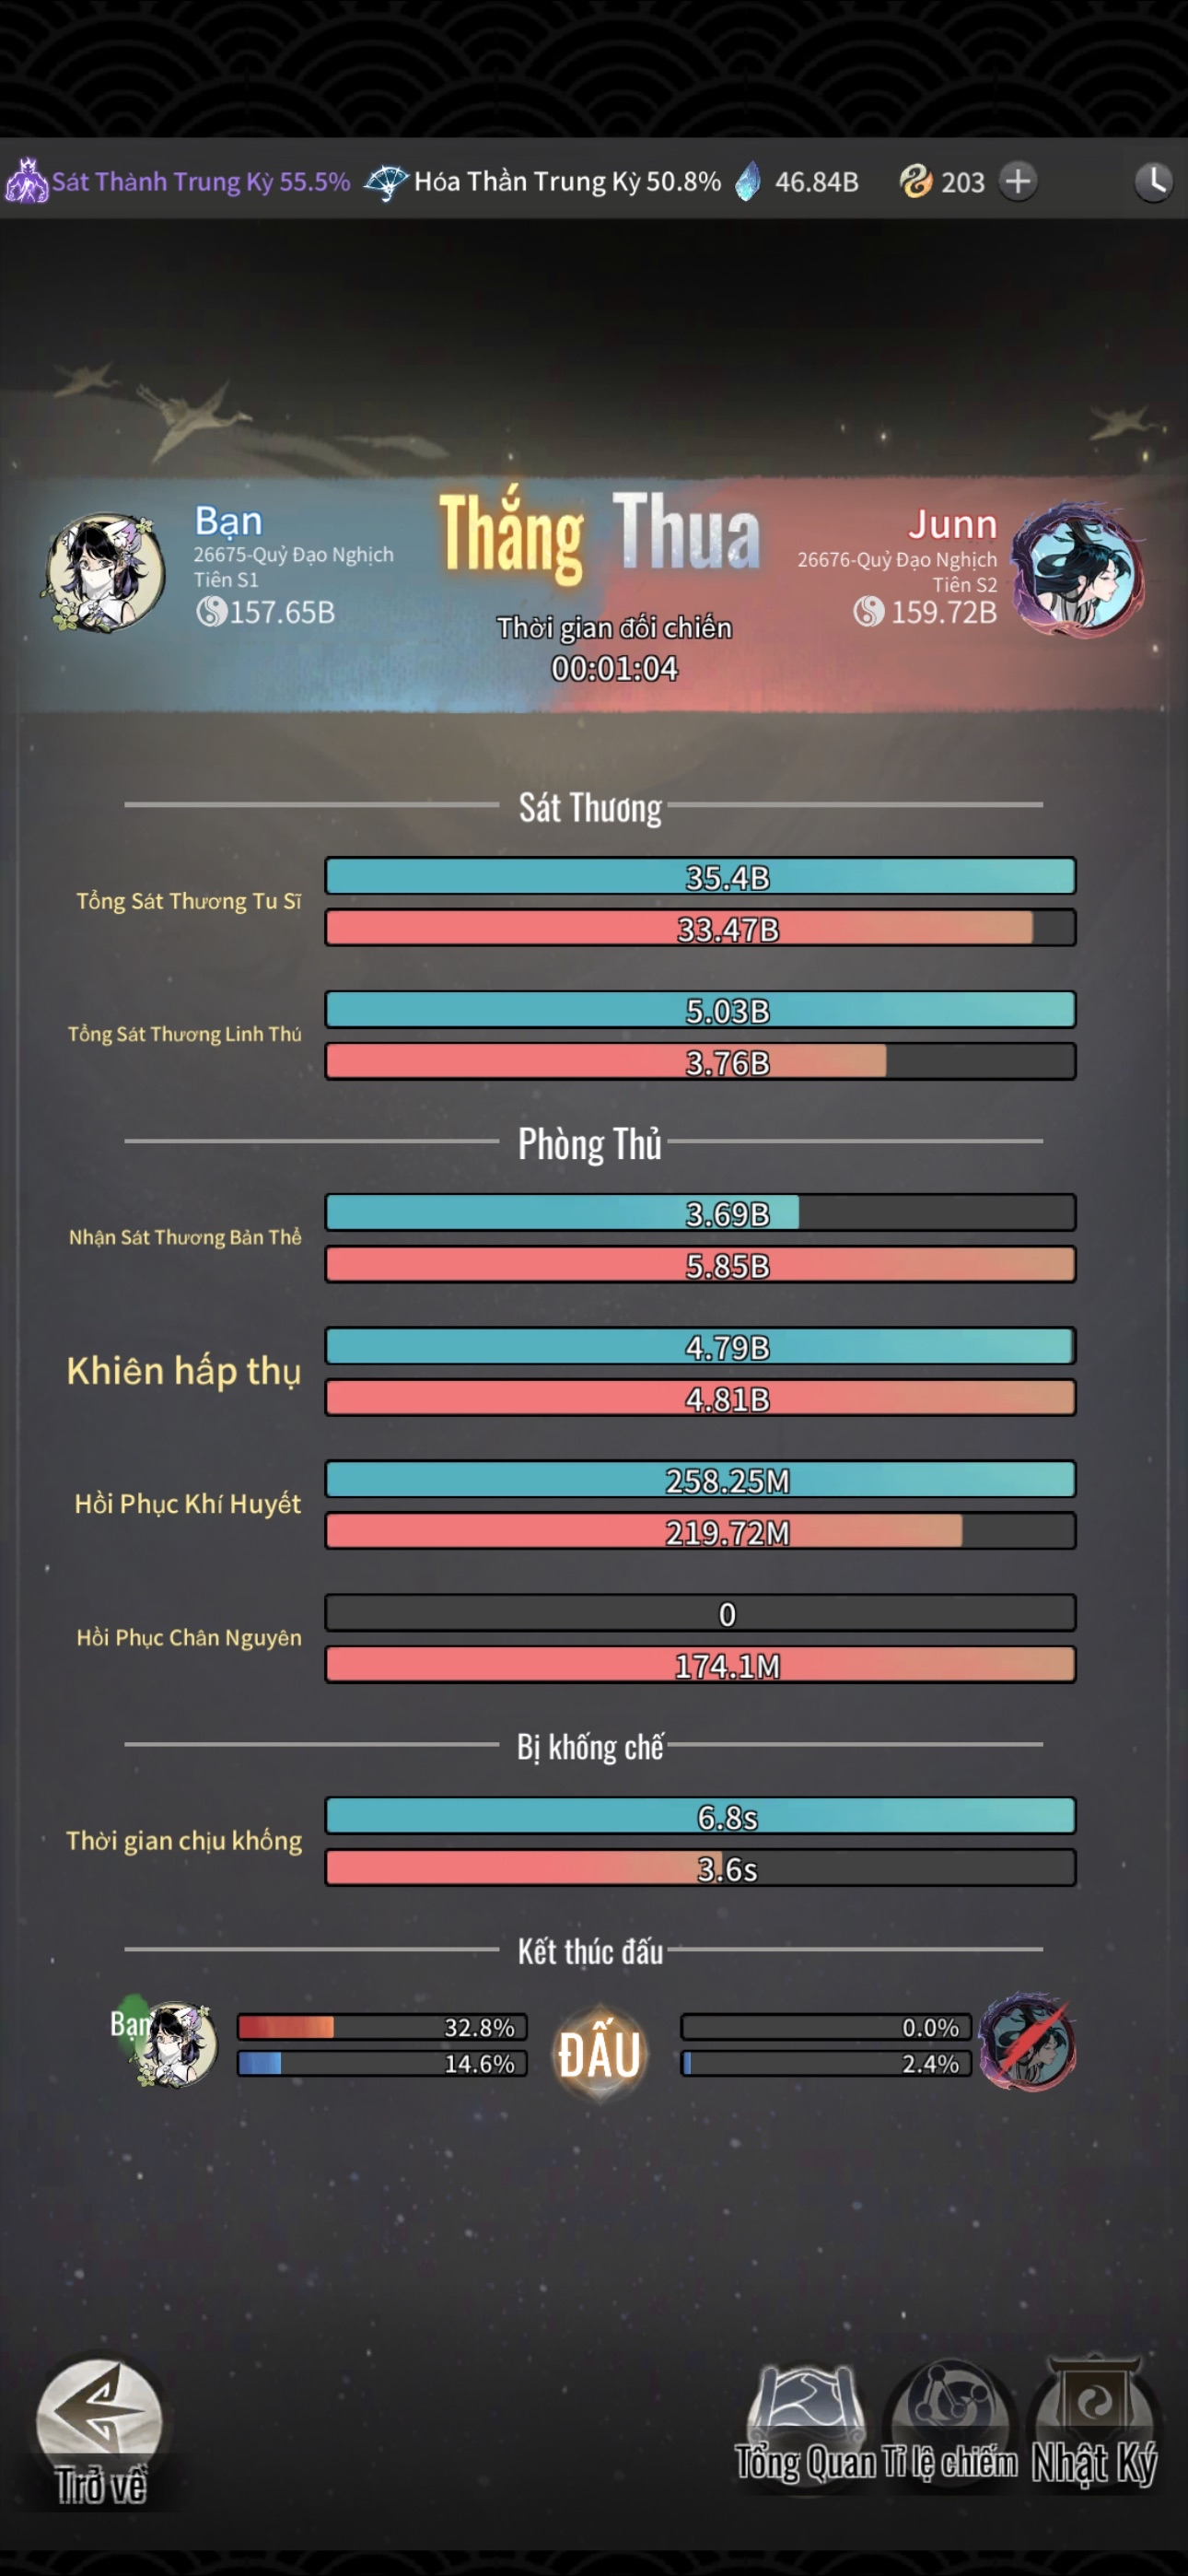 Sát Thành Trung Kỳ 55.5% Hóa Thần Trung Kỳ 50.8% 46.84B 203
Thắng Thua
Bạn
26675-Quỷ Đạo Nghịch
Tiên S1
157.65B
Junn
26676-Quỷ Đạo Nghịch
Tiên S2
159.72B
Thời gian đối chiến
00:01:04
Sát Thương
Tổng Sát Thương Tu Sĩ
35.4B
33.47B
Tổng Sát Thương Linh Thú
5.03B
3.76B
Phòng Thủ
Nhận Sát Thương Bản Thể
3.69B
5.85B
Khiên hấp thụ
4.79B
4.81B
Hồi Phục Khí Huyết
258.25M
219.72M
Hồi Phục Chân Nguyên
0
174.1M
Bị khống chế
Thời gian chịu khống
6.8s
3.6s
Kết thúc đấu
Bạn
32.8%
14.6%
ĐẤU
0.0%
2.4%
Trở về
Tổng Quan
Tỉ lệ chiếm
Nhật Ký